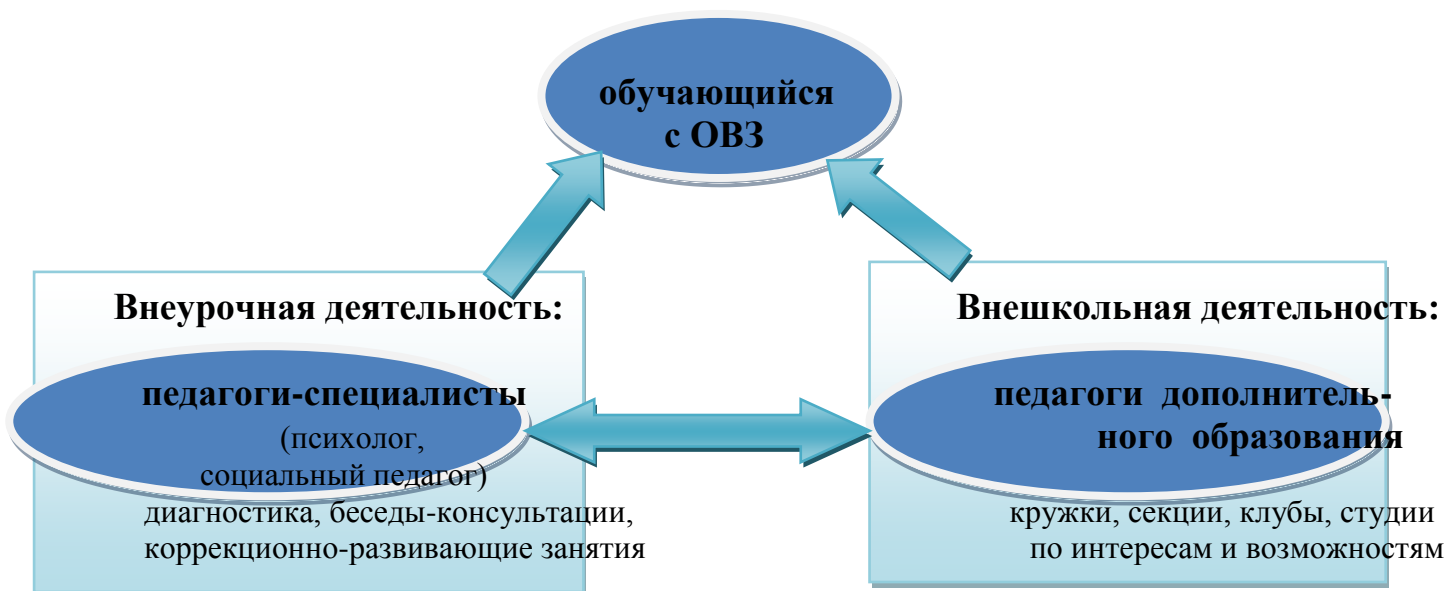 обучающийся
с ОВЗ
Внеурочная деятельность:
педагоги-специалисты
(психолог,
социальный педагог)
диагностика, беседы-консультации,
коррекционно-развивающие занятия
Внешкольная деятельность:
педагоги дополнитель-
ного образования
кружки, секции, клубы, студии
по интересам и возможностям